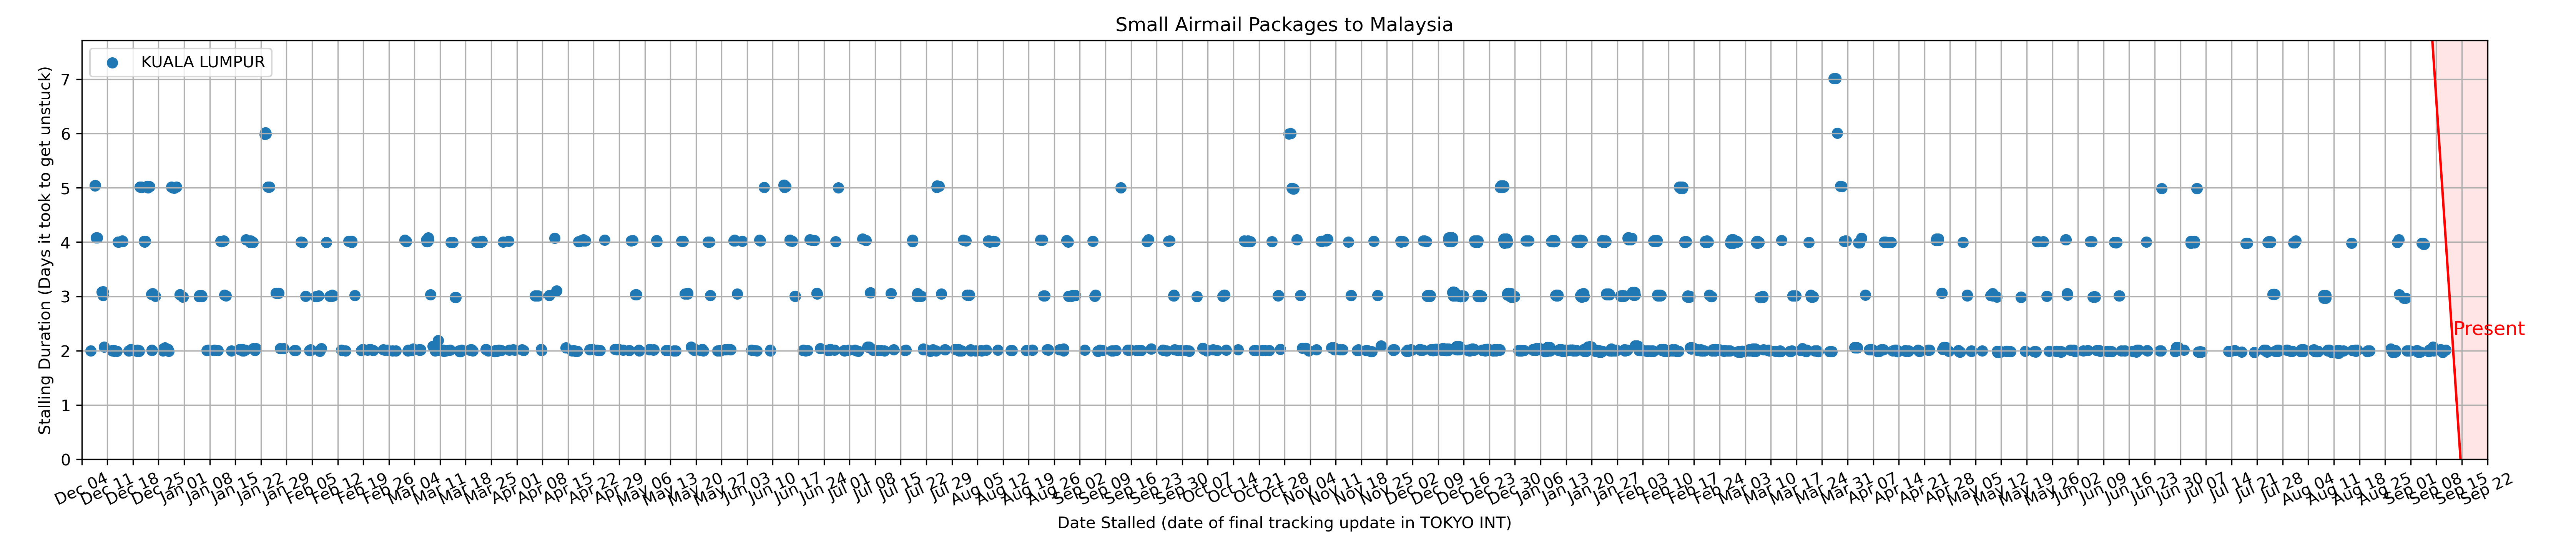 Small Airmail Packages to Malaysia
KUALA LUMPUR
Stalling Duration (Days it took to get unstuck)
7
6
5
4
3
2
1
0
Present
Dec 04 Dec 11 Dec 18 Dec 25 Jan 01 Jan 08 Jan 15 Jan 22 Jan 29 Feb 05 Feb 12 Feb 19 Feb 26 Mar 04 Mar 11 Mar 18 Mar 25 Apr 01 Apr 08 Apr 15 Apr 22 Apr 29 May 06 May 13 May 20 May 27 Jun 03 Jun 10 Jun 17 Jun 24 Jul 01 Jul 08 Jul 15 Jul 22 Jul 29 Aug 05 Aug 12 Aug 19 Aug 26 Sep 02 Sep 09 Sep 16 Sep 23 Sep 30 Oct 07 Oct 14 Oct 21 Oct 28 Nov 04 Nov 11 Nov 18 Nov 25 Dec 02 Dec 09 Dec 16 Dec 23 Dec 30 Jan 06 Jan 13 Jan 20 Jan 27 Feb 03 Feb 10 Feb 17 Feb 24 Mar 03 Mar 10 Mar 17 Mar 24 Mar 31 Apr 07 Apr 14 Apr 21 Apr 28 May 05 May 12 May 19 May 26 Jun 02 Jun 09 Jun 16 Jun 23 Jun 30 Jul 07 Jul 14 Jul 21 Jul 28 Aug 04 Aug 11 Aug 18 Aug 25 Sep 01 Sep 08 Sep 15 Sep 22
Date Stalled (date of final tracking update in TOKYO INT)